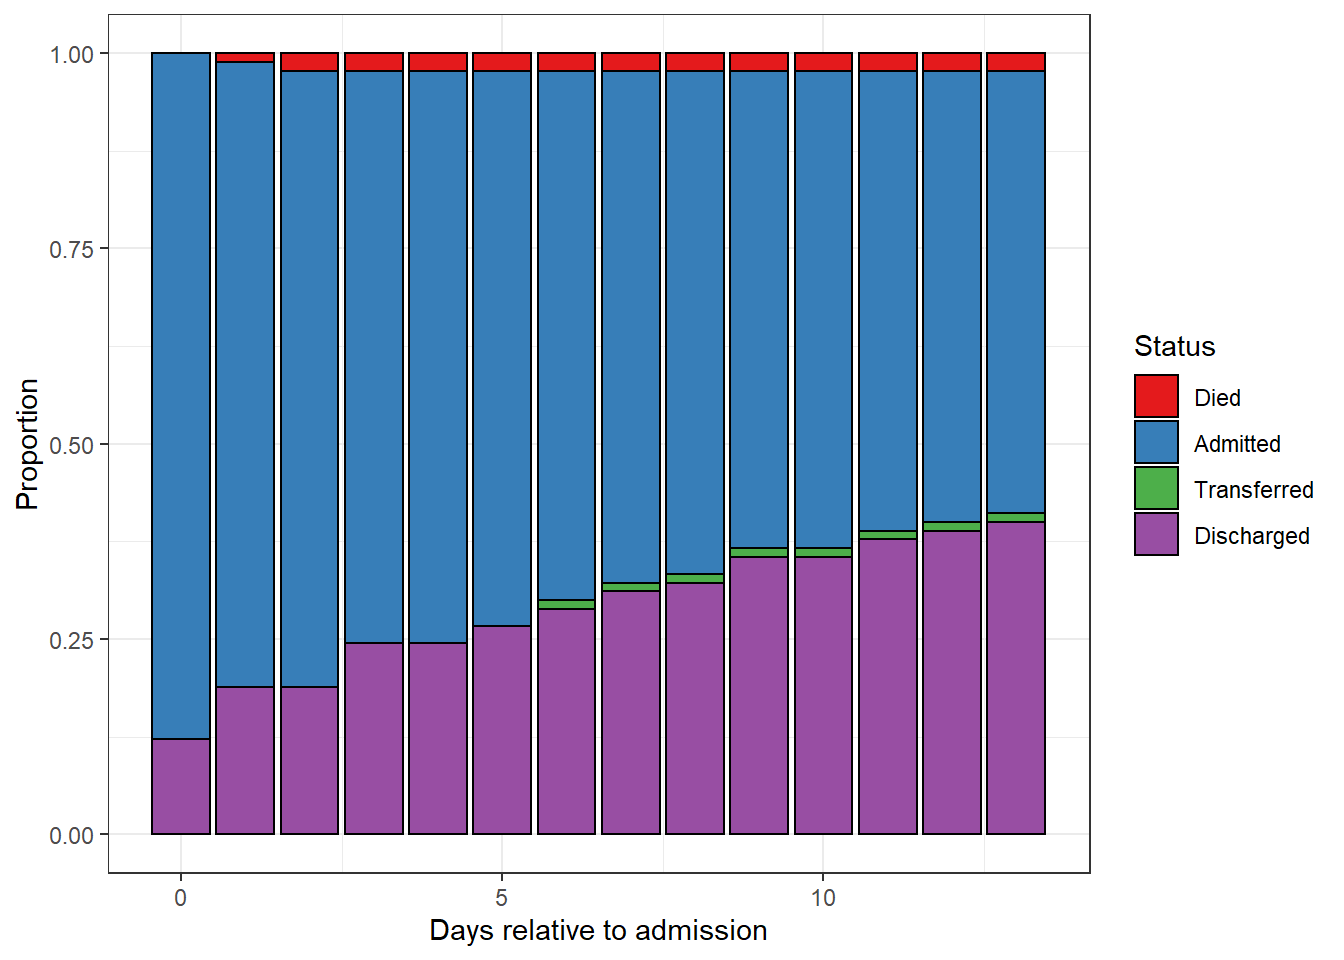 1.00
0.75
0.50
0.25
0.00
Proportion
0 5 10
Days relative to admission
Status
Died
Admitted
Transferred
Discharged